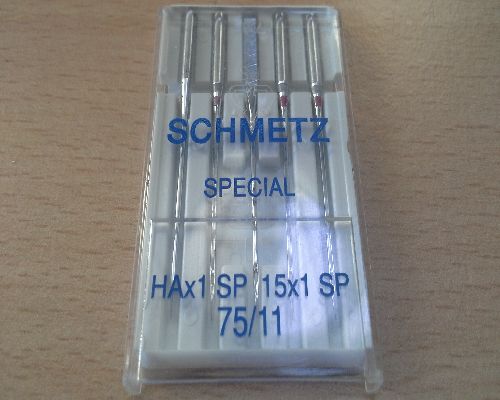 SCHMETZ
SPECIAL
HAx1 SP 15x1 SP
75/11